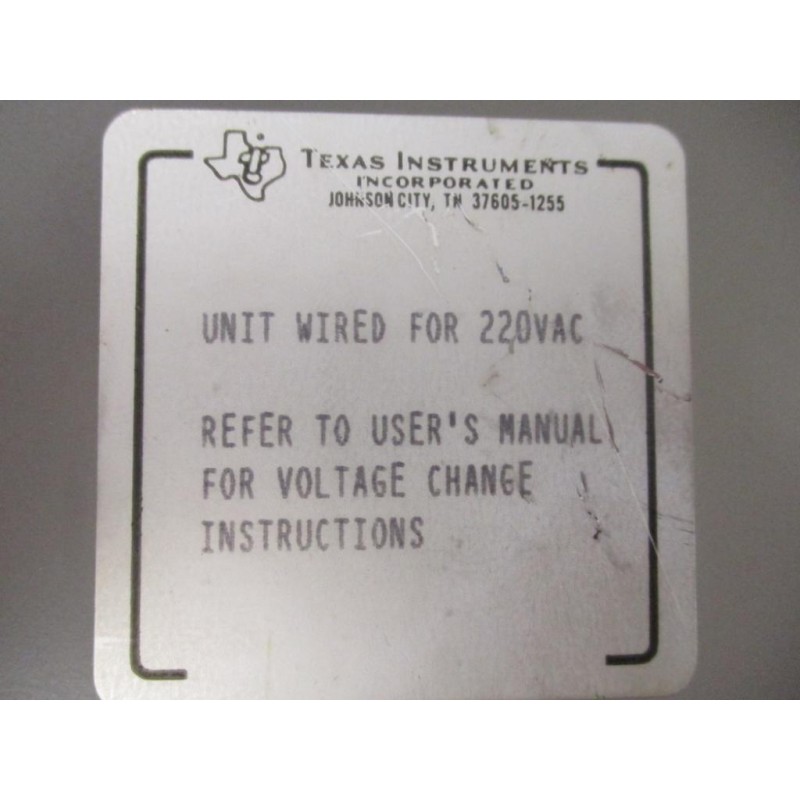 TEXAS INSTRUMENTS
INCORPORATED
JOHNSON CITY, TN 37605-1255
UNIT WIRED FOR 220VAC
REFER TO USER'S MANUAL
FOR VOLTAGE CHANGE
INSTRUCTIONS